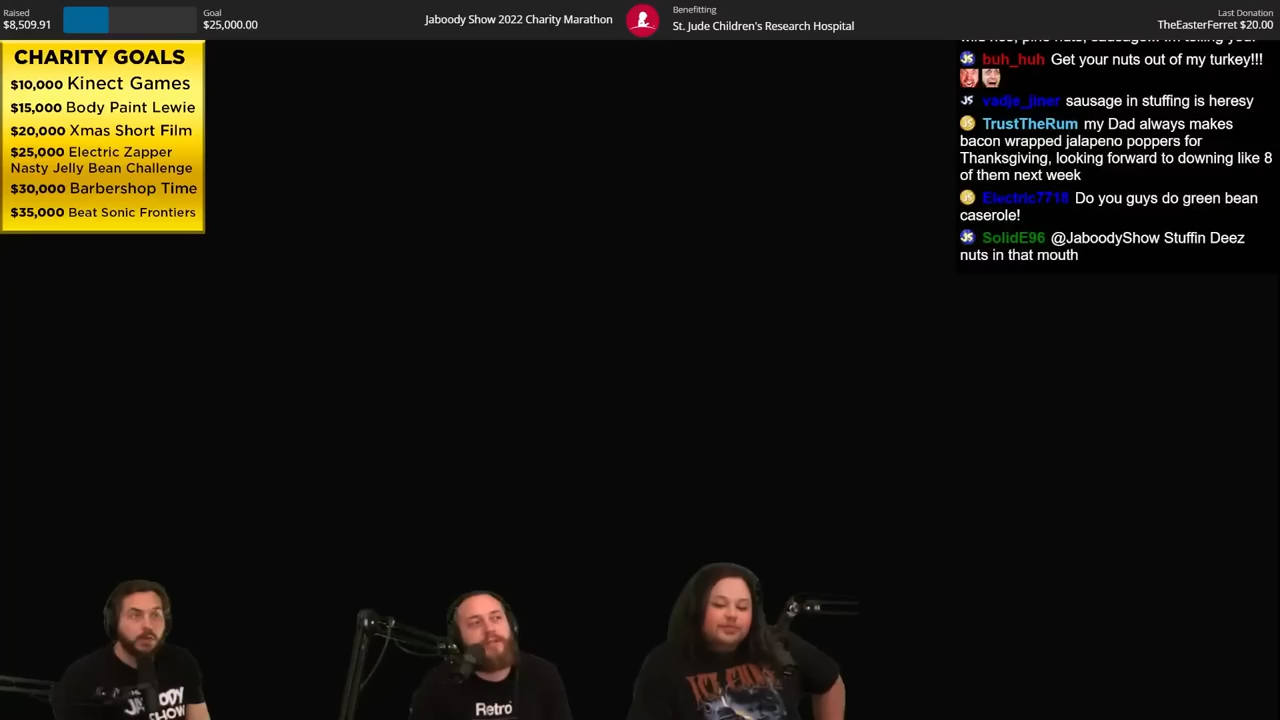 Raised
$8,509.91
Goal
$25,000.00
Jaboody Show 2022 Charity Marathon
Benefitting
St. Jude Children's Research Hospital
Last Donation
TheEasterFerret $20.00
CHARITY GOALS
$10,000 Kinect Games
$15,000 Body Paint Lewie
$20,000 Xmas Short Film
$25,000 Electric Zapper
Nasty Jelly Bean Challenge
$30,000 Barbershop Time
$35,000 Beat Sonic Frontiers
buh_huh Get your nuts out of my turkey!!!
vadje_jiner sausage in stuffing is heresy
TrustTheRum my Dad always makes
bacon wrapped jalapeno poppers for
Thanksgiving, looking forward to downing like 8
of them next week
Electric7718 Do you guys do green bean
caserole!
SolidE96 @JaboodyShow Stuffin Deez
nuts in that mouth
SHOW
Retro